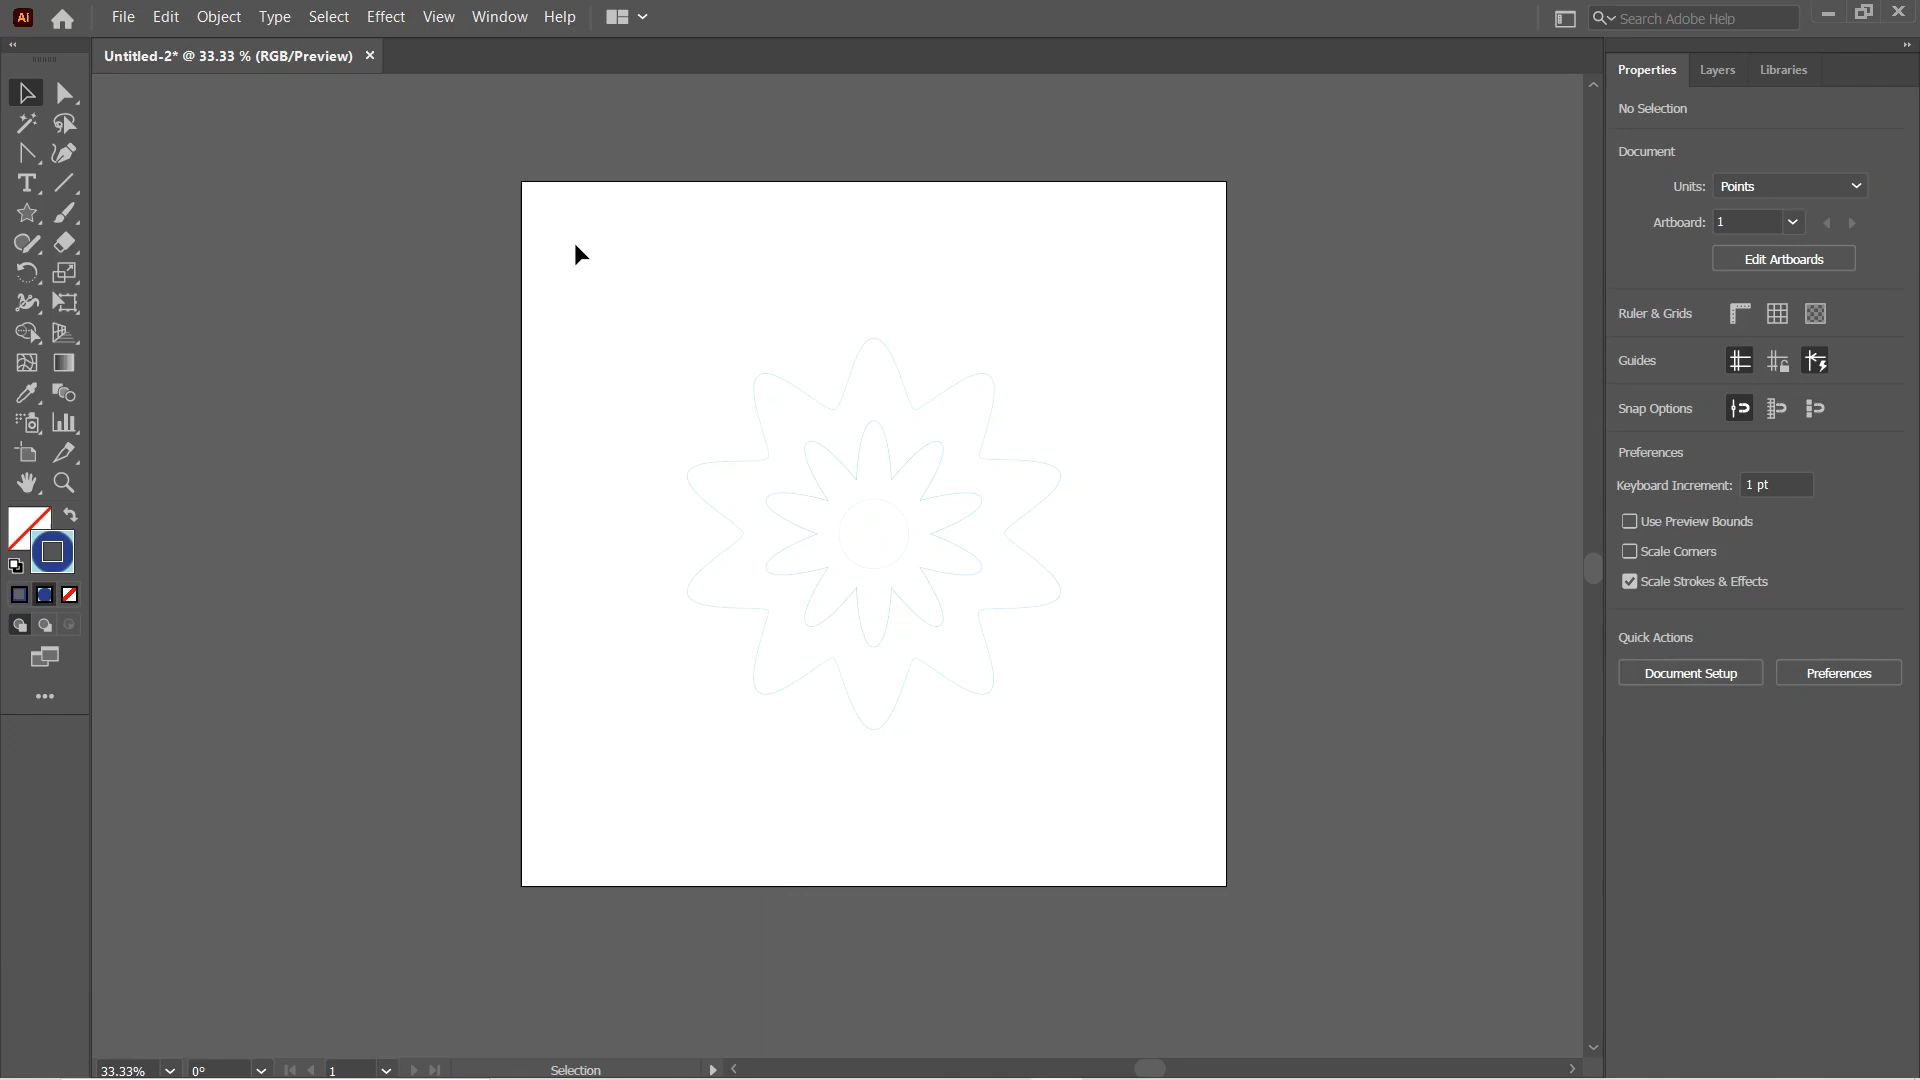 Ai File Edit Object Type Select Effect View Window Help Search Adobe Help
Untitled-2* @ 33.33 % (RGB/Preview)
Properties Layers Libraries
No Selection
Document
Units: Points
Artboard: 1
Edit Artboards
Ruler & Grids
Guides
Snap Options
Preferences
Keyboard Increment: 1 pt
Use Preview Bounds
Scale Corners
Scale Strokes & Effects
Quick Actions
Document Setup Preferences
33.33% 0° 1 Selection